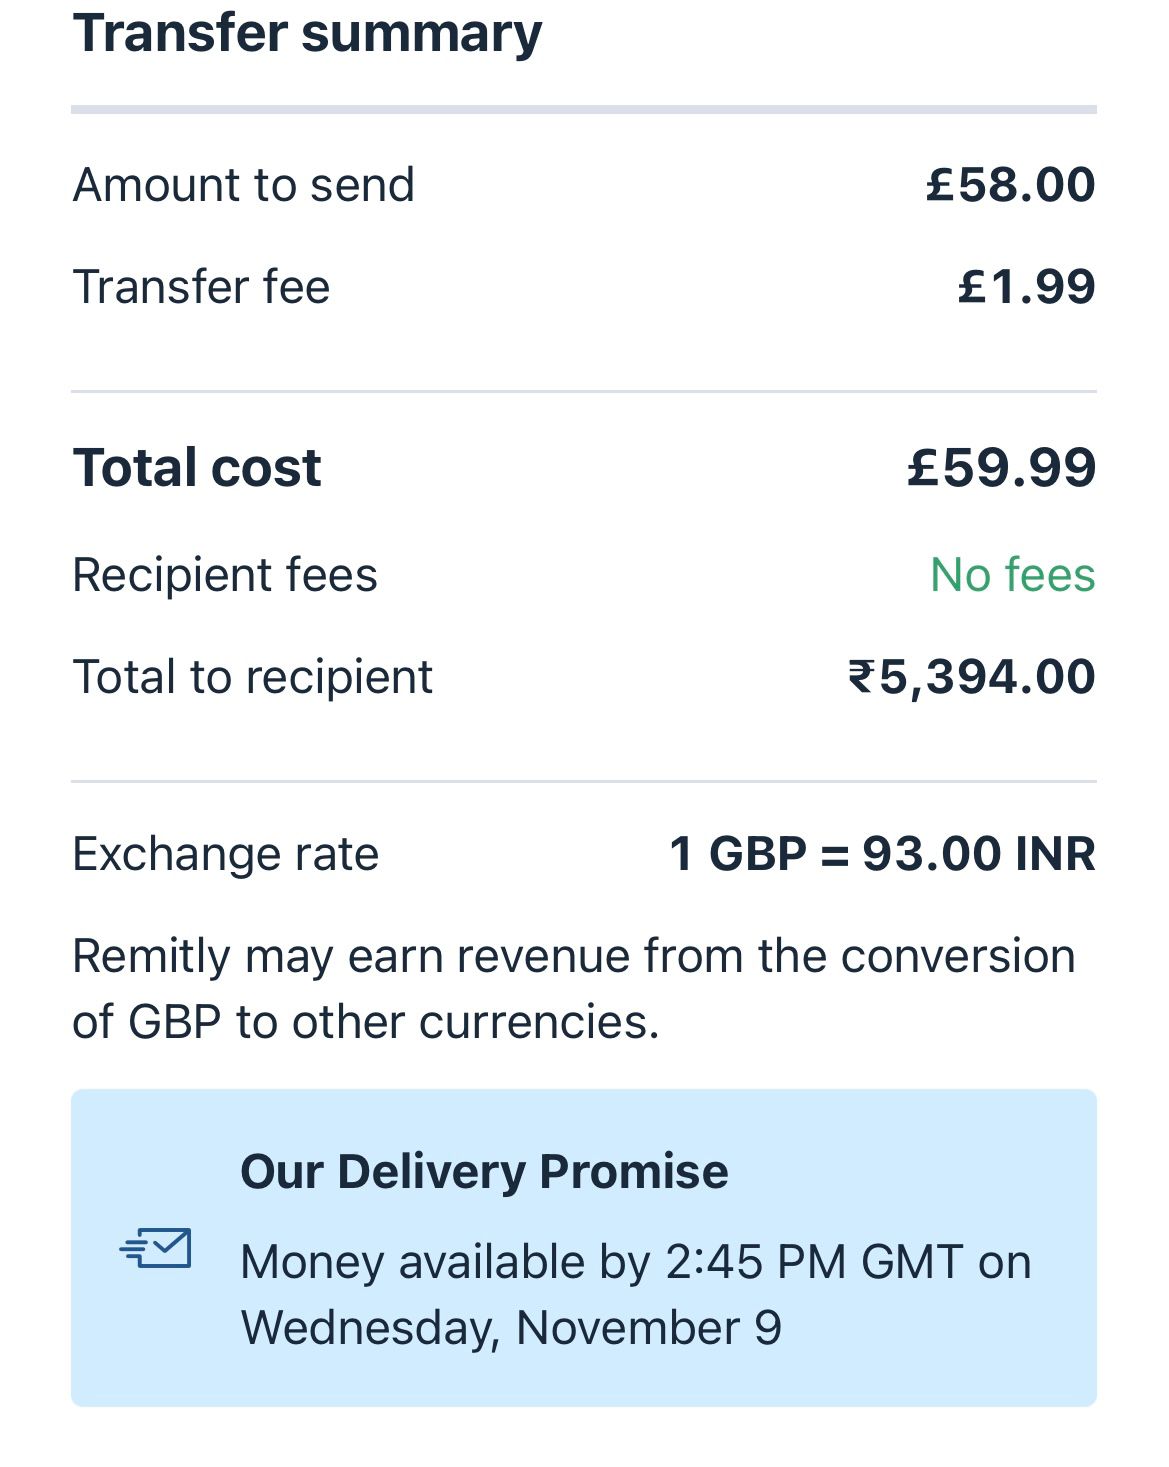 Transfer summary
Amount to send £58.00
Transfer fee £1.99
Total cost £59.99
Recipient fees No fees
Total to recipient ₹5,394.00
Exchange rate 1 GBP = 93.00 INR
Remitly may earn revenue from the conversion
of GBP to other currencies.
Our Delivery Promise
Money available by 2:45 PM GMT on
Wednesday, November 9